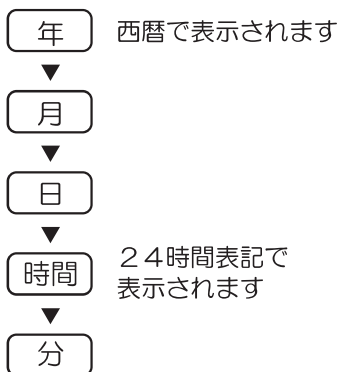 年 西暦で表示されます
▼
月
▼
日
▼
時間 ２４時間表記で
表示されます
▼
分